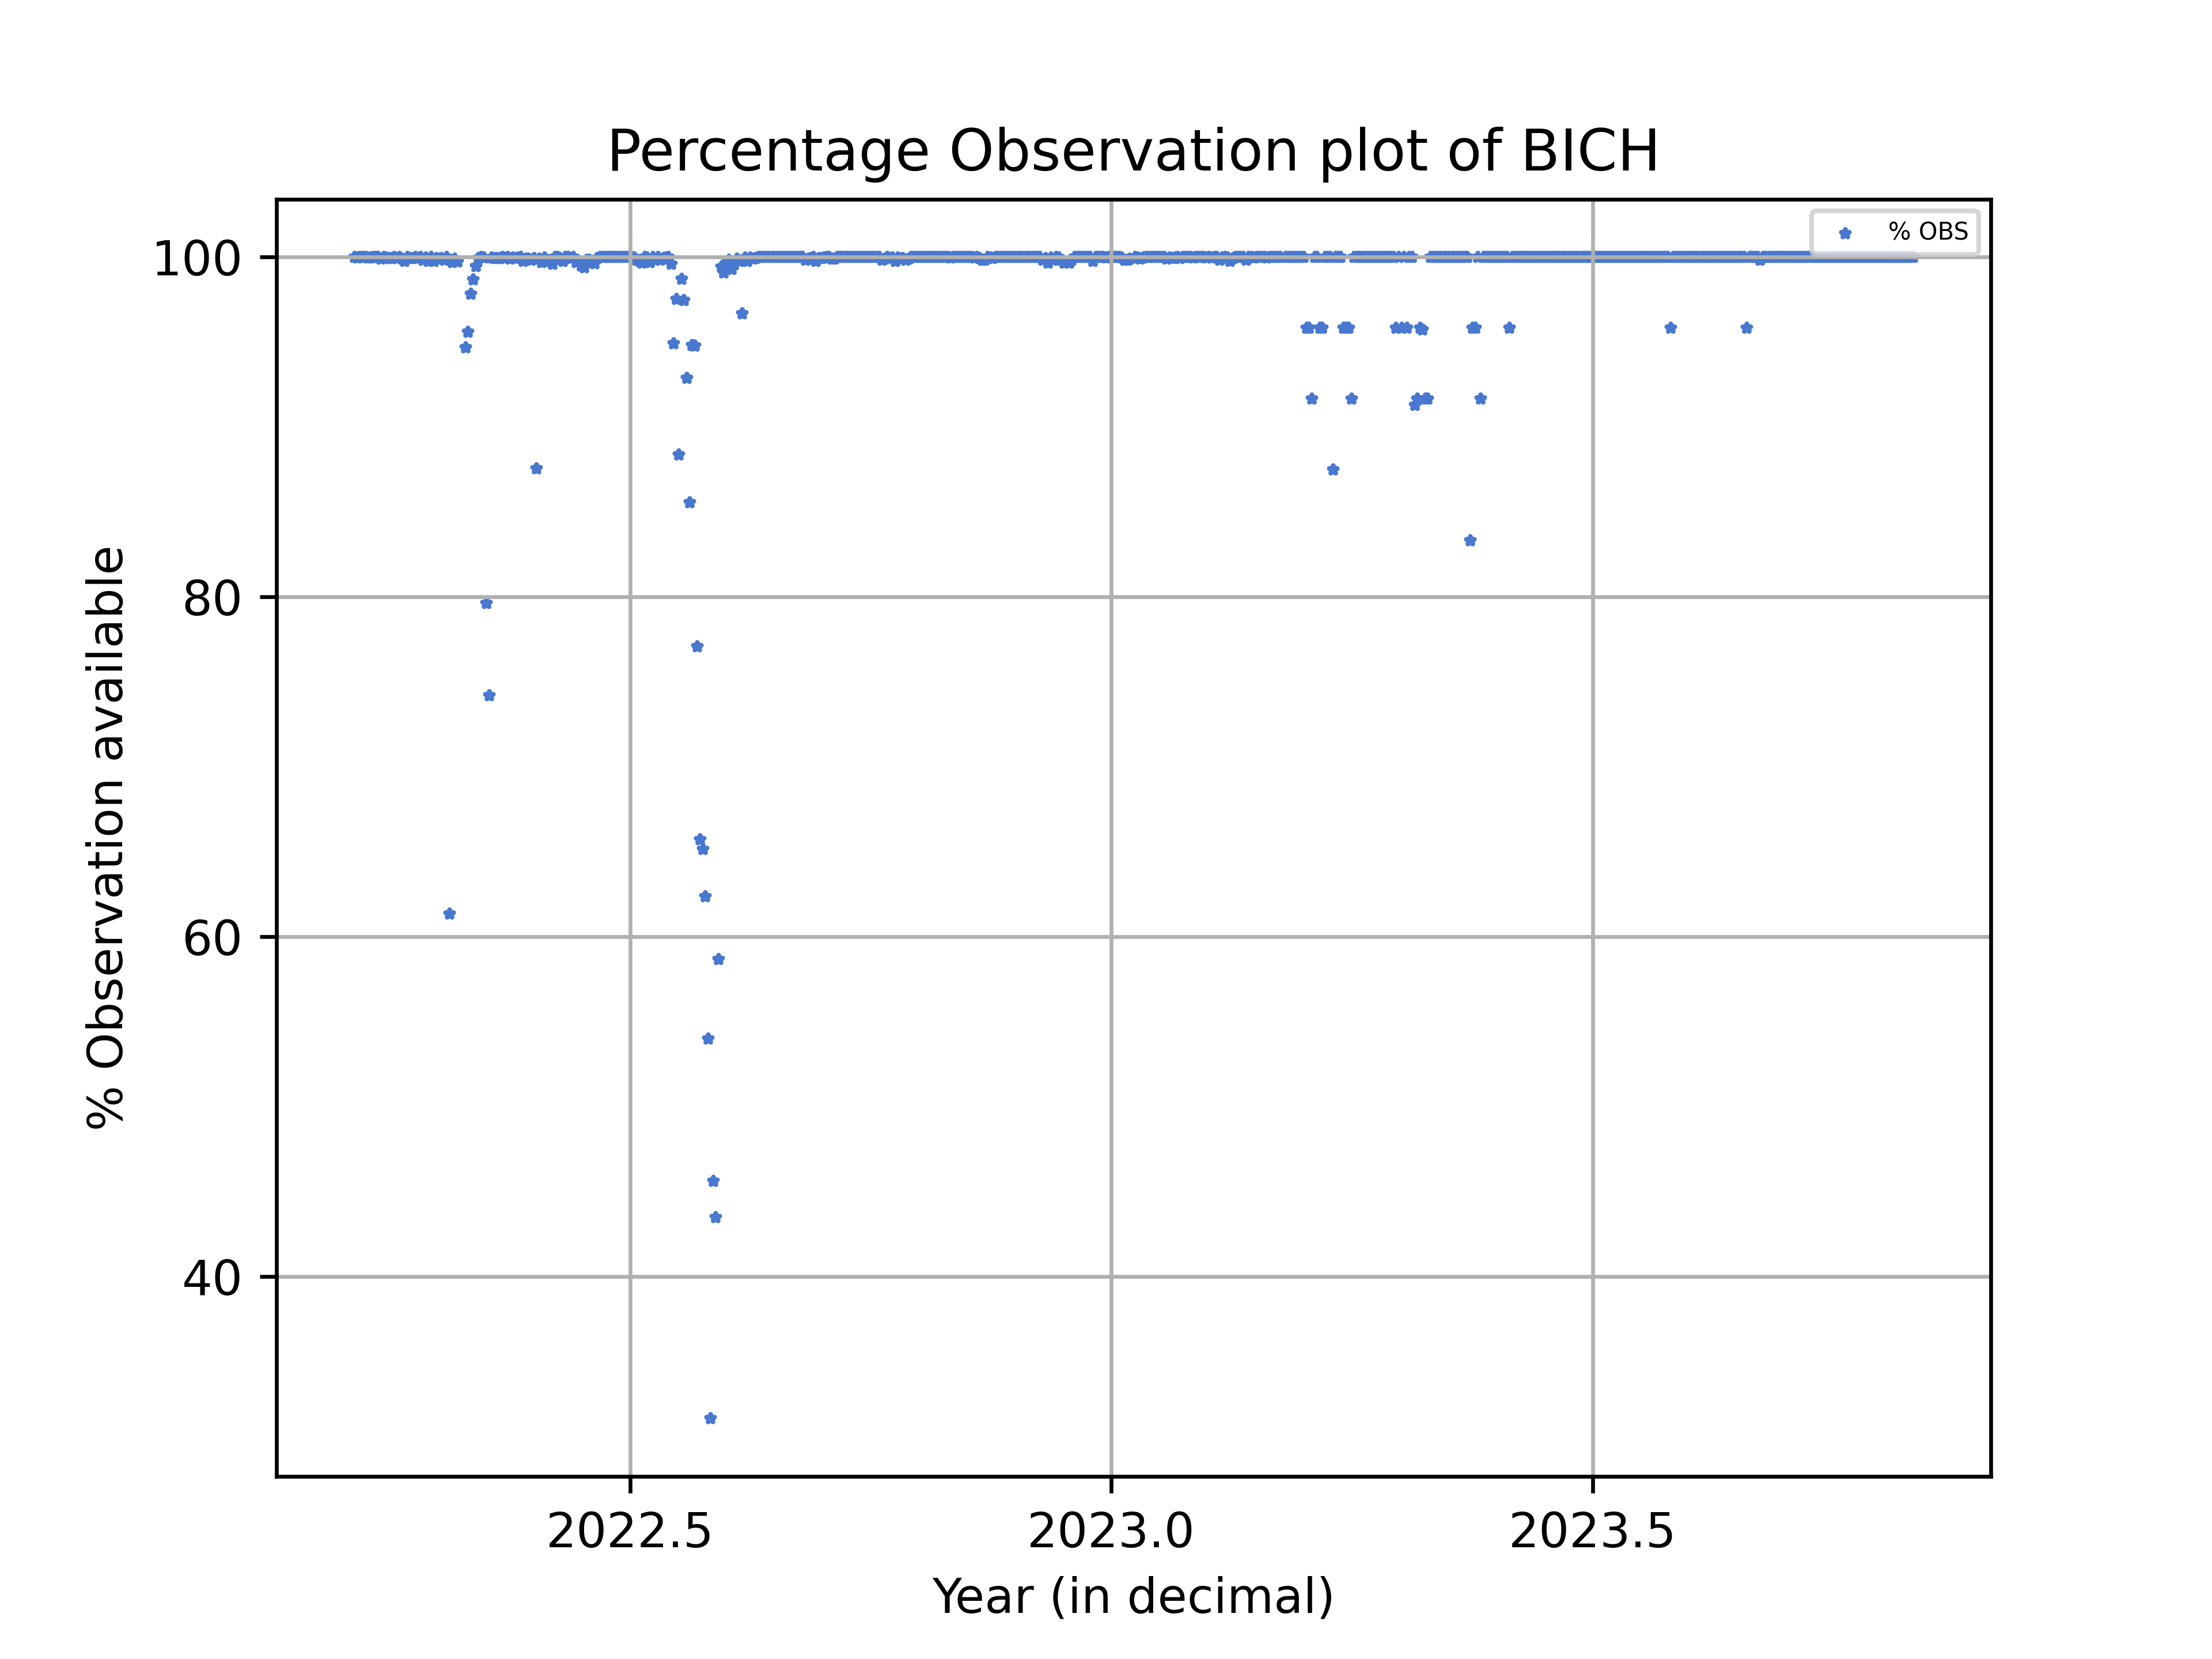 Percentage Observation plot of BICH
% OBS
100
80
60
40
% Observation available
2022.5
2023.0
2023.5
Year (in decimal)